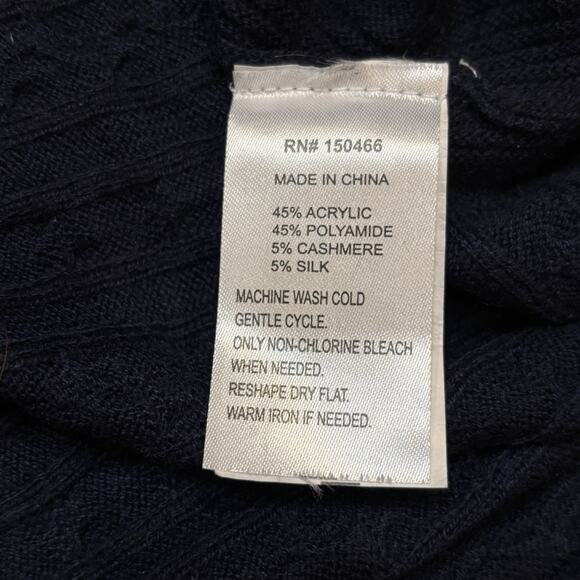 RN# 150466
MADE IN CHINA
45% ACRYLIC
45% POLYAMIDE
5% CASHMERE
5% SILK
MACHINE WASH COLD
GENTLE CYCLE.
ONLY NON-CHLORINE BLEACH
WHEN NEEDED.
RESHAPE DRY FLAT.
WARM IRON IF NEEDED.